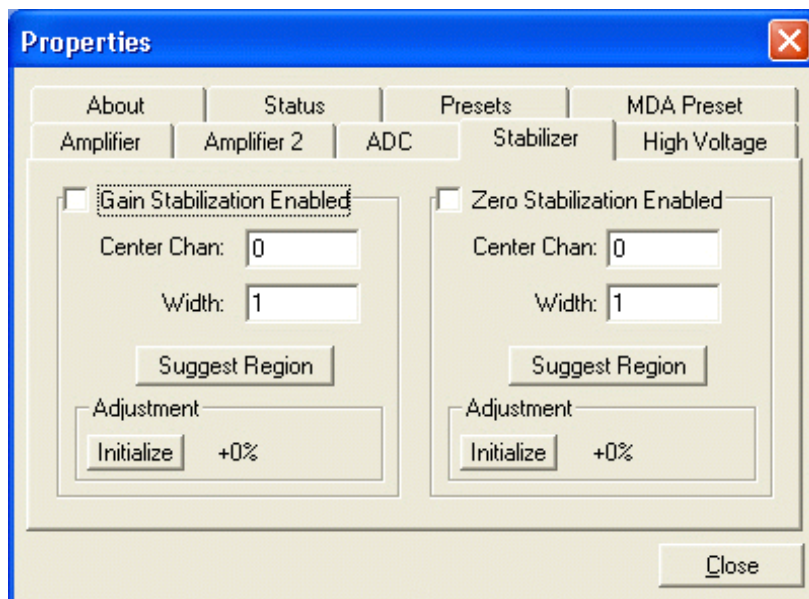 Properties
About Status Presets MDA Preset
Amplifier Amplifier 2 ADC Stabilizer High Voltage
Gain Stabilization Enabled Zero Stabilization Enabled
Center Chan: 0 Center Chan: 0
Width: 1 Width: 1
Suggest Region Suggest Region
Adjustment Adjustment
Initialize +0% Initialize +0%
Close